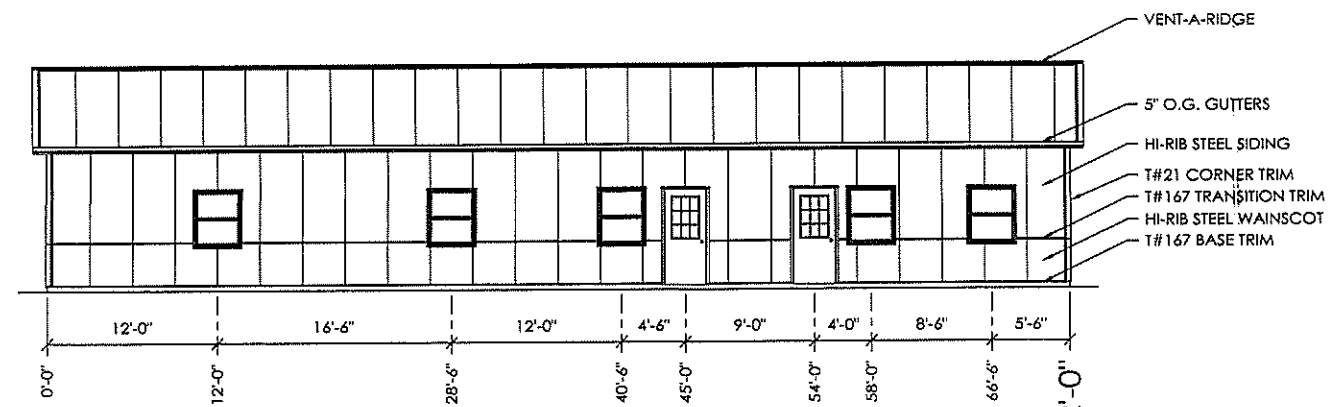 VENT-A-RIDGE
5" O.G. GUTTERS
HI-RIB STEEL SIDING
T#21 CORNER TRIM
T#167 TRANSITION TRIM
HI-RIB STEEL WAINSCOT
T#167 BASE TRIM
12'-0" 16'-6" 12'-0" 4'-6" 9'-0" 4'-0" 8'-6" 5'-6"
0'-0" 12'-0" 28'-6" 40'-6" 45'-0" 54'-0" 58'-0" 66'-6" '-0"